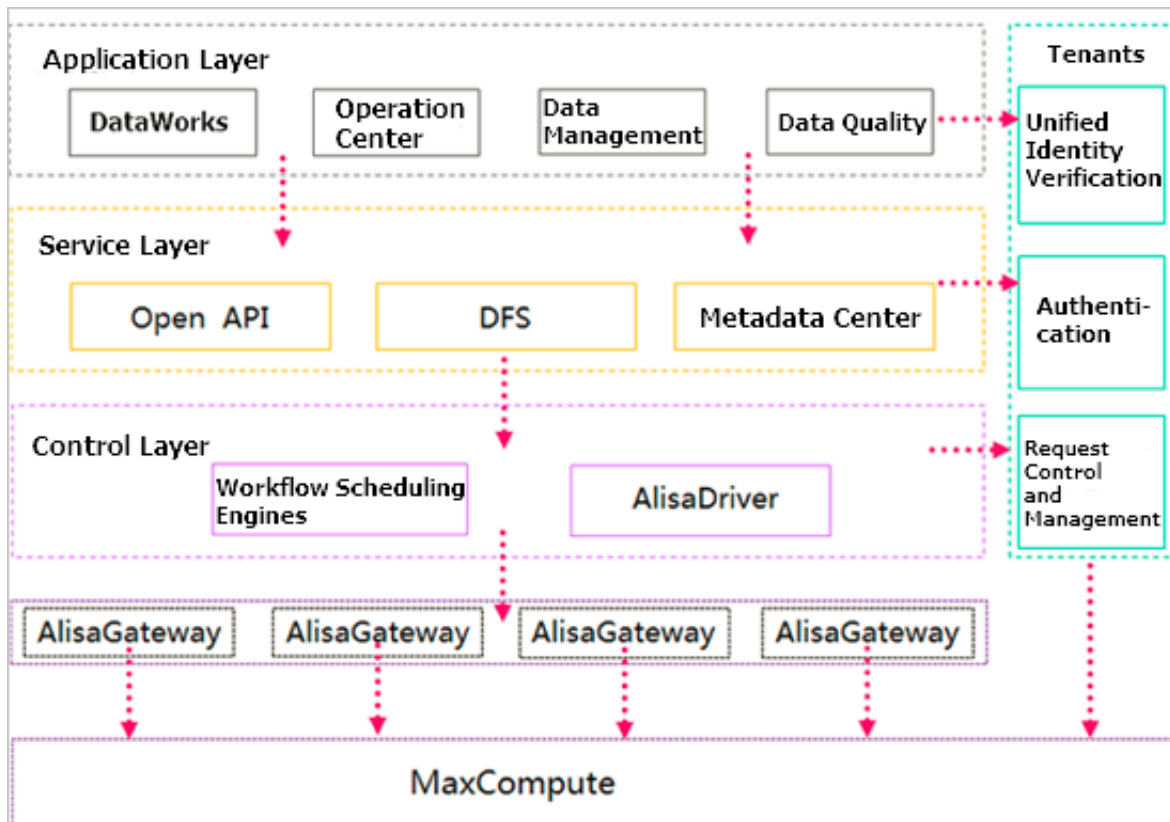 Application Layer
DataWorks
Operation
Center
Data
Management
Data Quality
Tenants
Unified
Identity
Verification
Service Layer
Open API
DFS
Metadata Center
Authenti-
cation
Control Layer
Workflow Scheduling
Engines
AlisaDriver
Request
Control
and
Management
AlisaGateway
AlisaGateway
AlisaGateway
AlisaGateway
MaxCompute